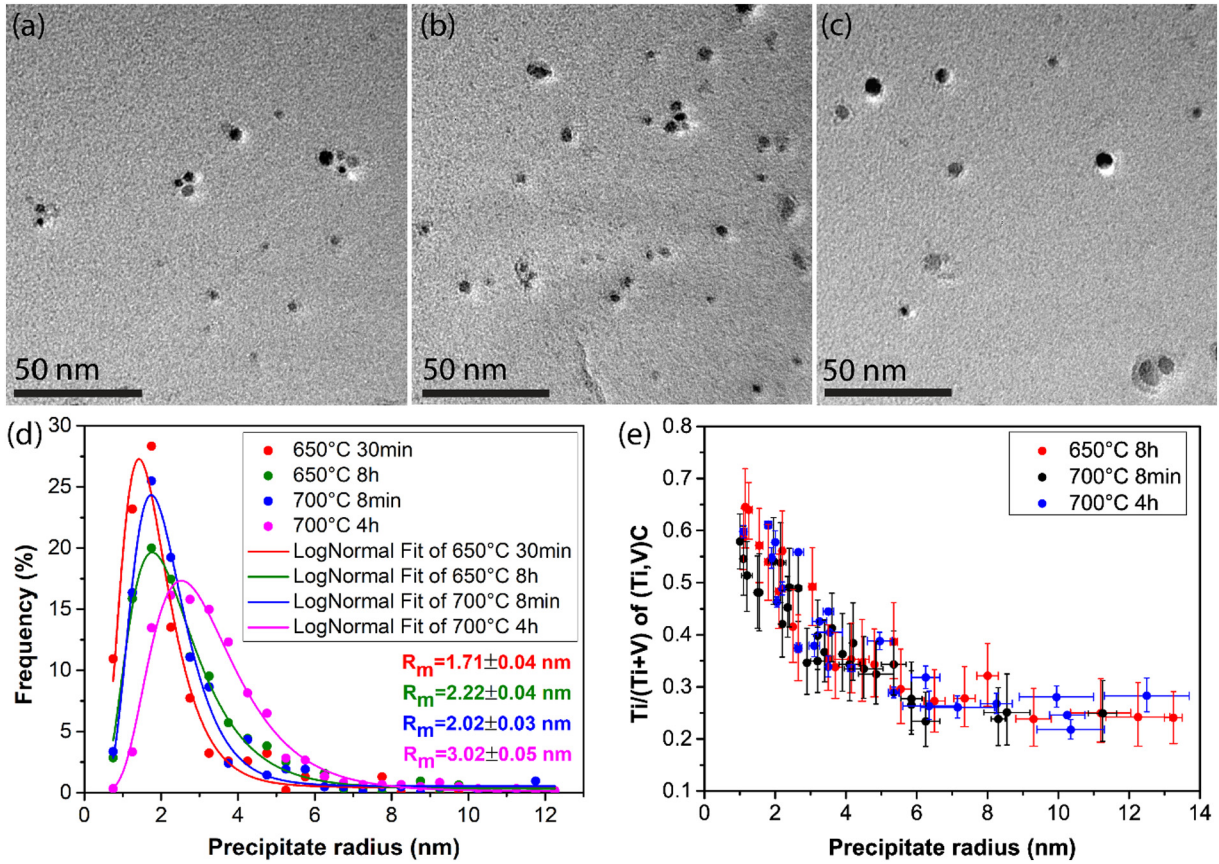 (a)
(b)
(c)
50 nm
50 nm
50 nm
(d)
30
25
20
15
10
5
0
Frequency (%)
0 2 4 6 8 10 12
Precipitate radius (nm)
650°C 30min
650°C 8h
700°C 8min
700°C 4h
LogNormal Fit of 650°C 30min
LogNormal Fit of 650°C 8h
LogNormal Fit of 700°C 8min
LogNormal Fit of 700°C 4h
Rm=1.71±0.04 nm
Rm=2.22±0.04 nm
Rm=2.02±0.03 nm
Rm=3.02±0.05 nm
(e)
0.8
0.7
0.6
0.5
0.4
0.3
0.2
0.1
Ti/(Ti+V) of (Ti,V)C
0 2 4 6 8 10 12 14
Precipitate radius (nm)
650°C 8h
700°C 8min
700°C 4h